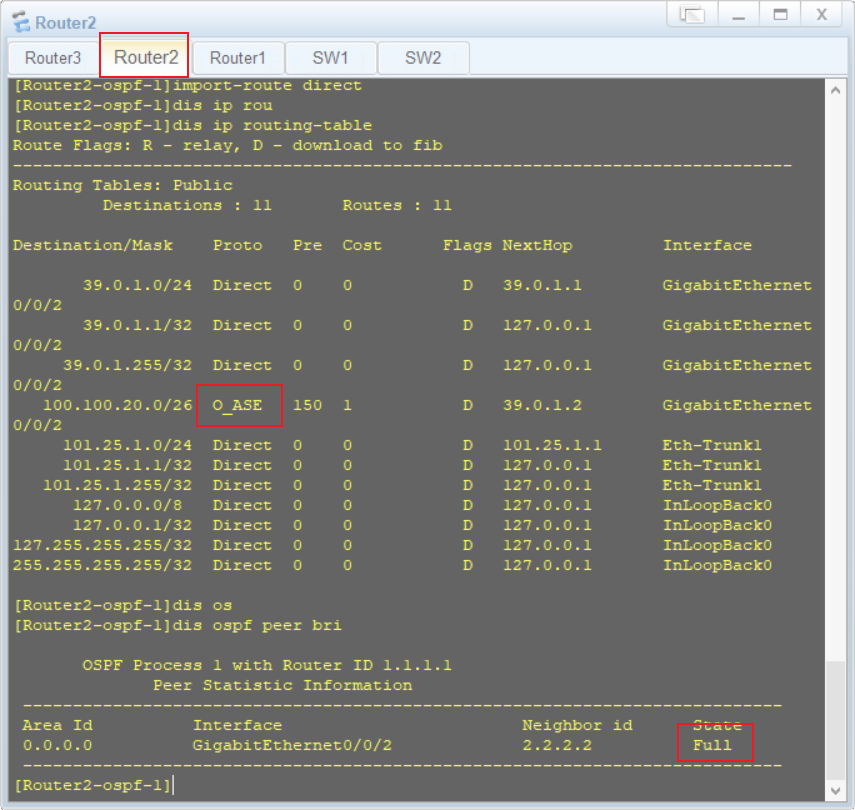 Router2
X
Router3 Router2 Router1 SW1 SW2
[Router2-ospf-1]import-route direct
[Router2-ospf-1]dis ip rou
[Router2-ospf-1]dis ip routing-table
Route Flags: R - relay, D - download to fib
------------------------------------------------------------------------------
Routing Tables: Public
Destinations : 11 Routes : 11
Destination/Mask Proto Pre Cost Flags NextHop Interface
39.0.1.0/24 Direct 0 0 D 39.0.1.1 GigabitEthernet
0/0/2
39.0.1.1/32 Direct 0 0 D 127.0.0.1 GigabitEthernet
0/0/2
39.0.1.255/32 Direct 0 0 D 127.0.0.1 GigabitEthernet
0/0/2
100.100.20.0/26 O_ASE 150 1 D 39.0.1.2 GigabitEthernet
0/0/2
101.25.1.0/24 Direct 0 0 D 101.25.1.1 Eth-Trunk1
101.25.1.1/32 Direct 0 0 D 127.0.0.1 Eth-Trunk1
101.25.1.255/32 Direct 0 0 D 127.0.0.1 Eth-Trunk1
127.0.0.0/8 Direct 0 0 D 127.0.0.1 InLoopBack0
127.0.0.1/32 Direct 0 0 D 127.0.0.1 InLoopBack0
127.255.255.255/32 Direct 0 0 D 127.0.0.1 InLoopBack0
255.255.255.255/32 Direct 0 0 D 127.0.0.1 InLoopBack0
[Router2-ospf-1]dis os
[Router2-ospf-1]dis ospf peer bri
OSPF Process 1 with Router ID 1.1.1.1
Peer Statistic Information
----------------------------------------------------------------------------
Area Id Interface Neighbor id State
0.0.0.0 GigabitEthernet0/0/2 2.2.2.2 Full
----------------------------------------------------------------------------
[Router2-ospf-1]